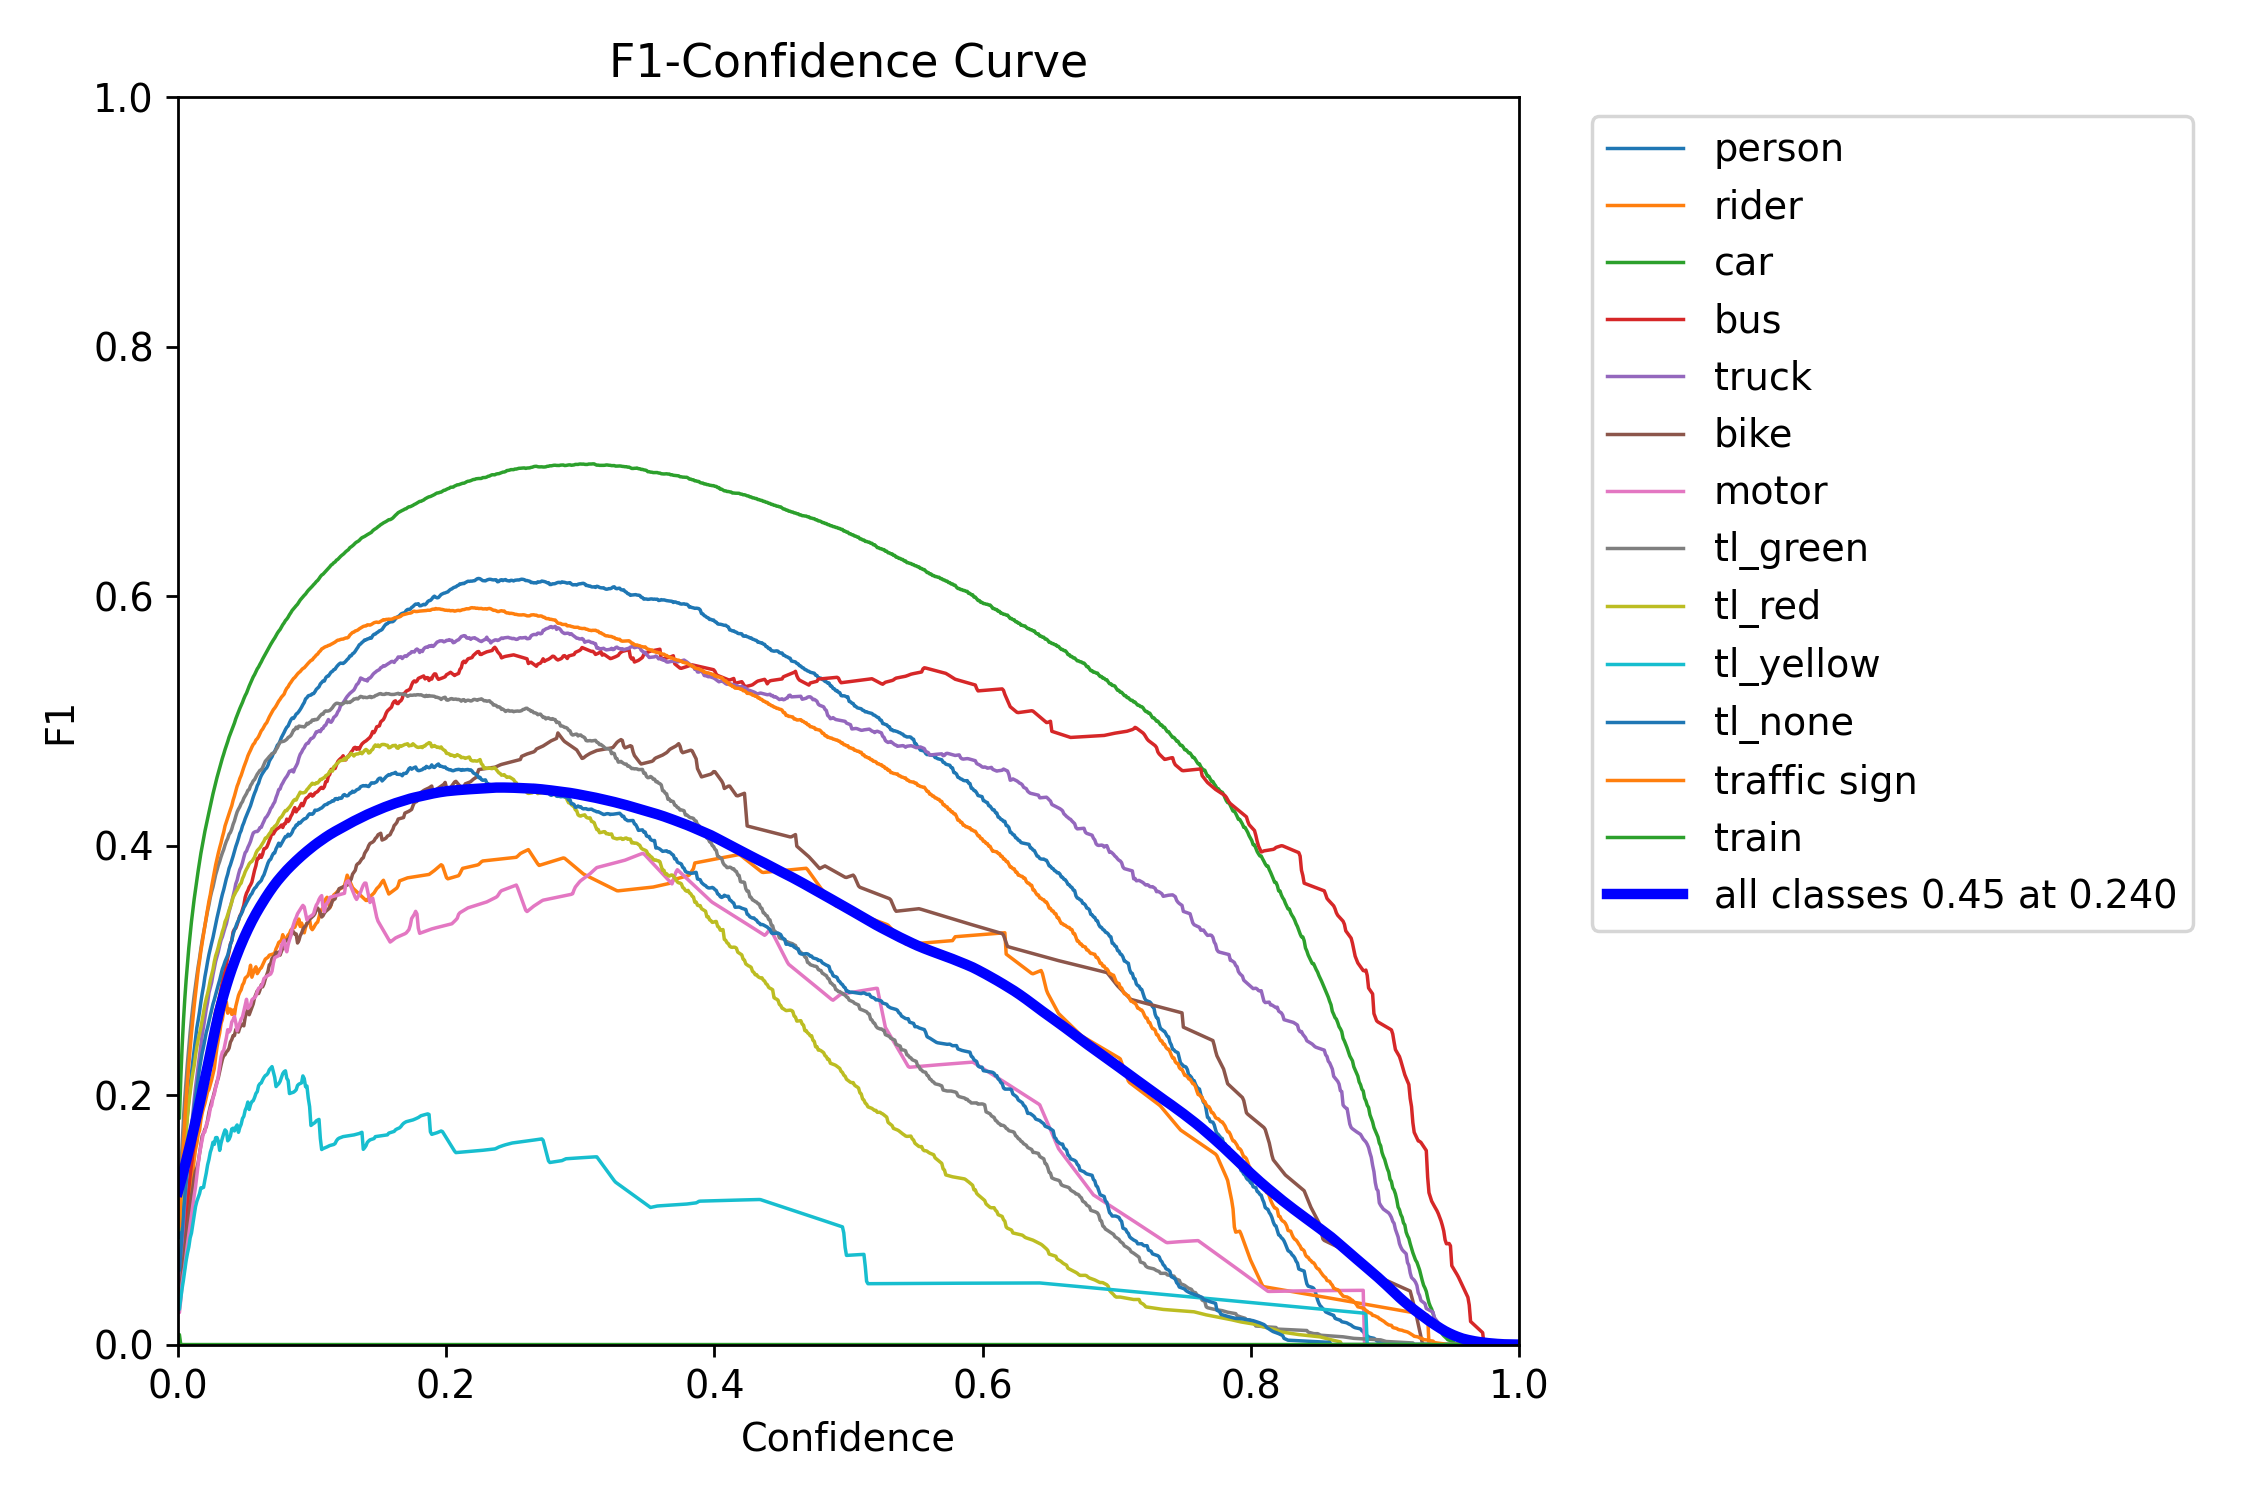 F1-Confidence Curve
1.0
0.8
0.6
0.4
0.2
0.0
F1
0.0 0.2 0.4 0.6 0.8 1.0
Confidence
person
rider
car
bus
truck
bike
motor
tl_green
tl_red
tl_yellow
tl_none
traffic sign
train
all classes 0.45 at 0.240